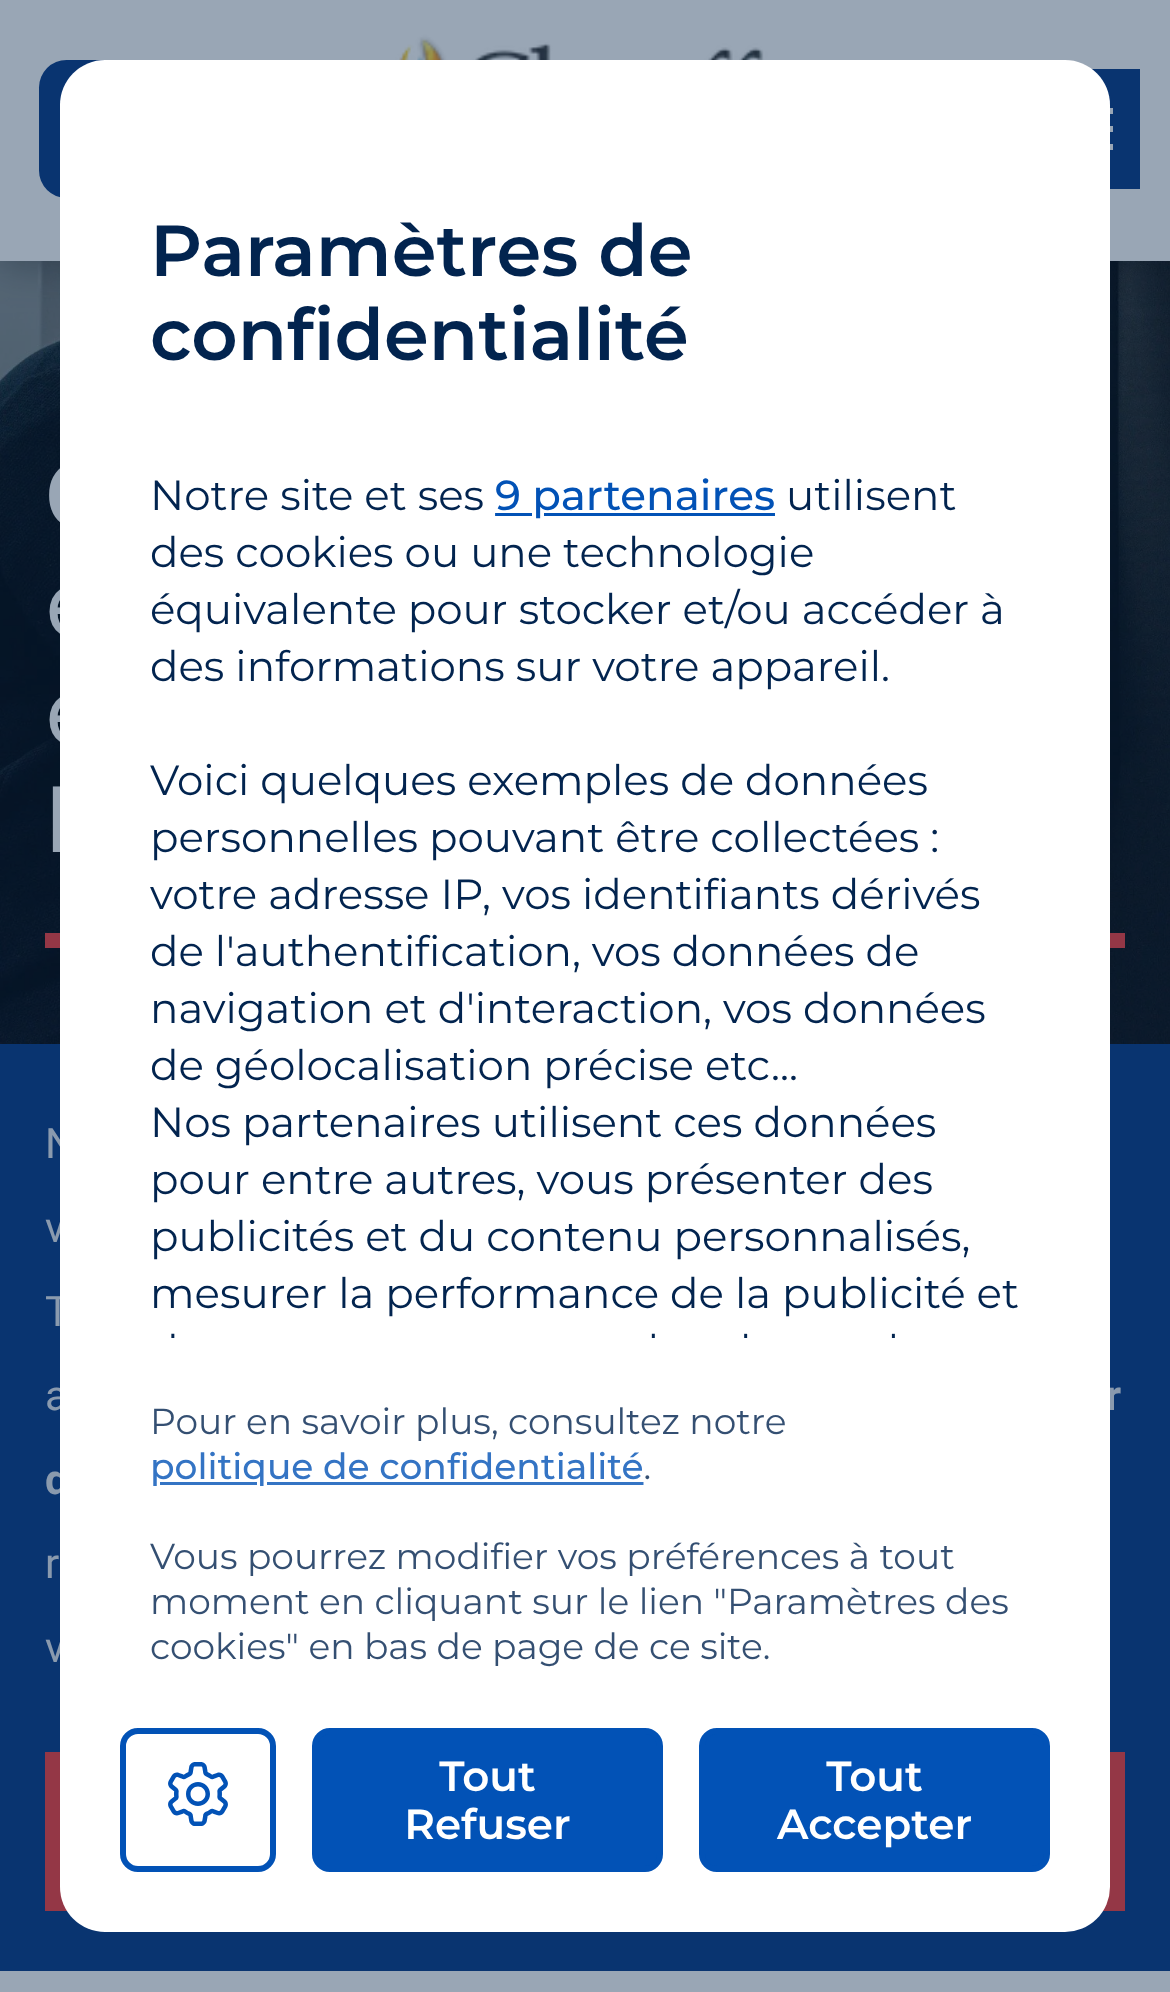 Paramètres de
confidentialité
Notre site et ses 9 partenaires utilisent
des cookies ou une technologie
équivalente pour stocker et/ou accéder à
des informations sur votre appareil.
Voici quelques exemples de données
personnelles pouvant être collectées :
votre adresse IP, vos identifiants dérivés
de l'authentification, vos données de
navigation et d'interaction, vos données
de géolocalisation précise etc...
Nos partenaires utilisent ces données
pour entre autres, vous présenter des
publicités et du contenu personnalisés,
mesurer la performance de la publicité et
Pour en savoir plus, consultez notre
politique de confidentialité.
Vous pourrez modifier vos préférences à tout
moment en cliquant sur le lien "Paramètres des
cookies" en bas de page de ce site.
Tout
Refuser
Tout
Accepter